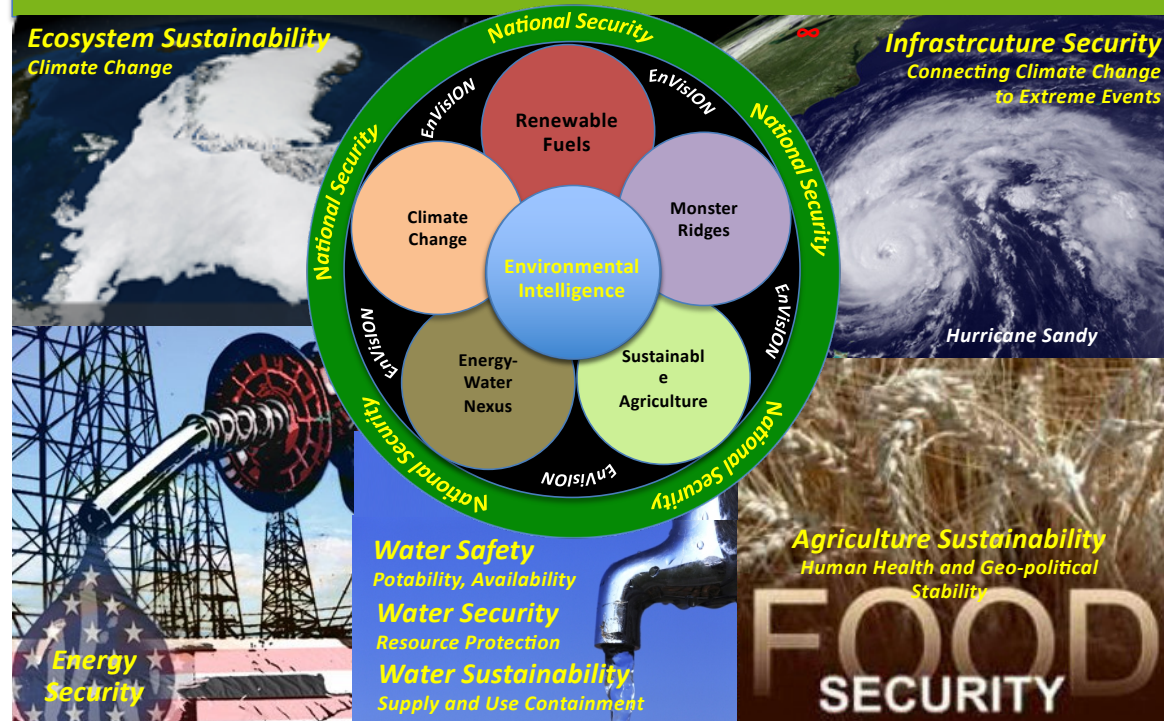 Ecosystem Sustainability
Climate Change
National Security
National Security
National Security
National Security
National Security
EnVisION
EnVisION
EnVisION
EnVisION
EnVisION
Renewable
Fuels
Climate
Change
Monster
Ridges
Environmental
Intelligence
Energy-
Water
Nexus
Sustainabl
e
Agriculture
∞
Infrastrcuture Security
Connecting Climate Change
to Extreme Events
Hurricane Sandy
Energy
Security
Water Safety
Potability, Availability
Water Security
Resource Protection
Water Sustainability
Supply and Use Containment
Agriculture Sustainability
Human Health and Geo-political
Stability
FOOD
SECURITY